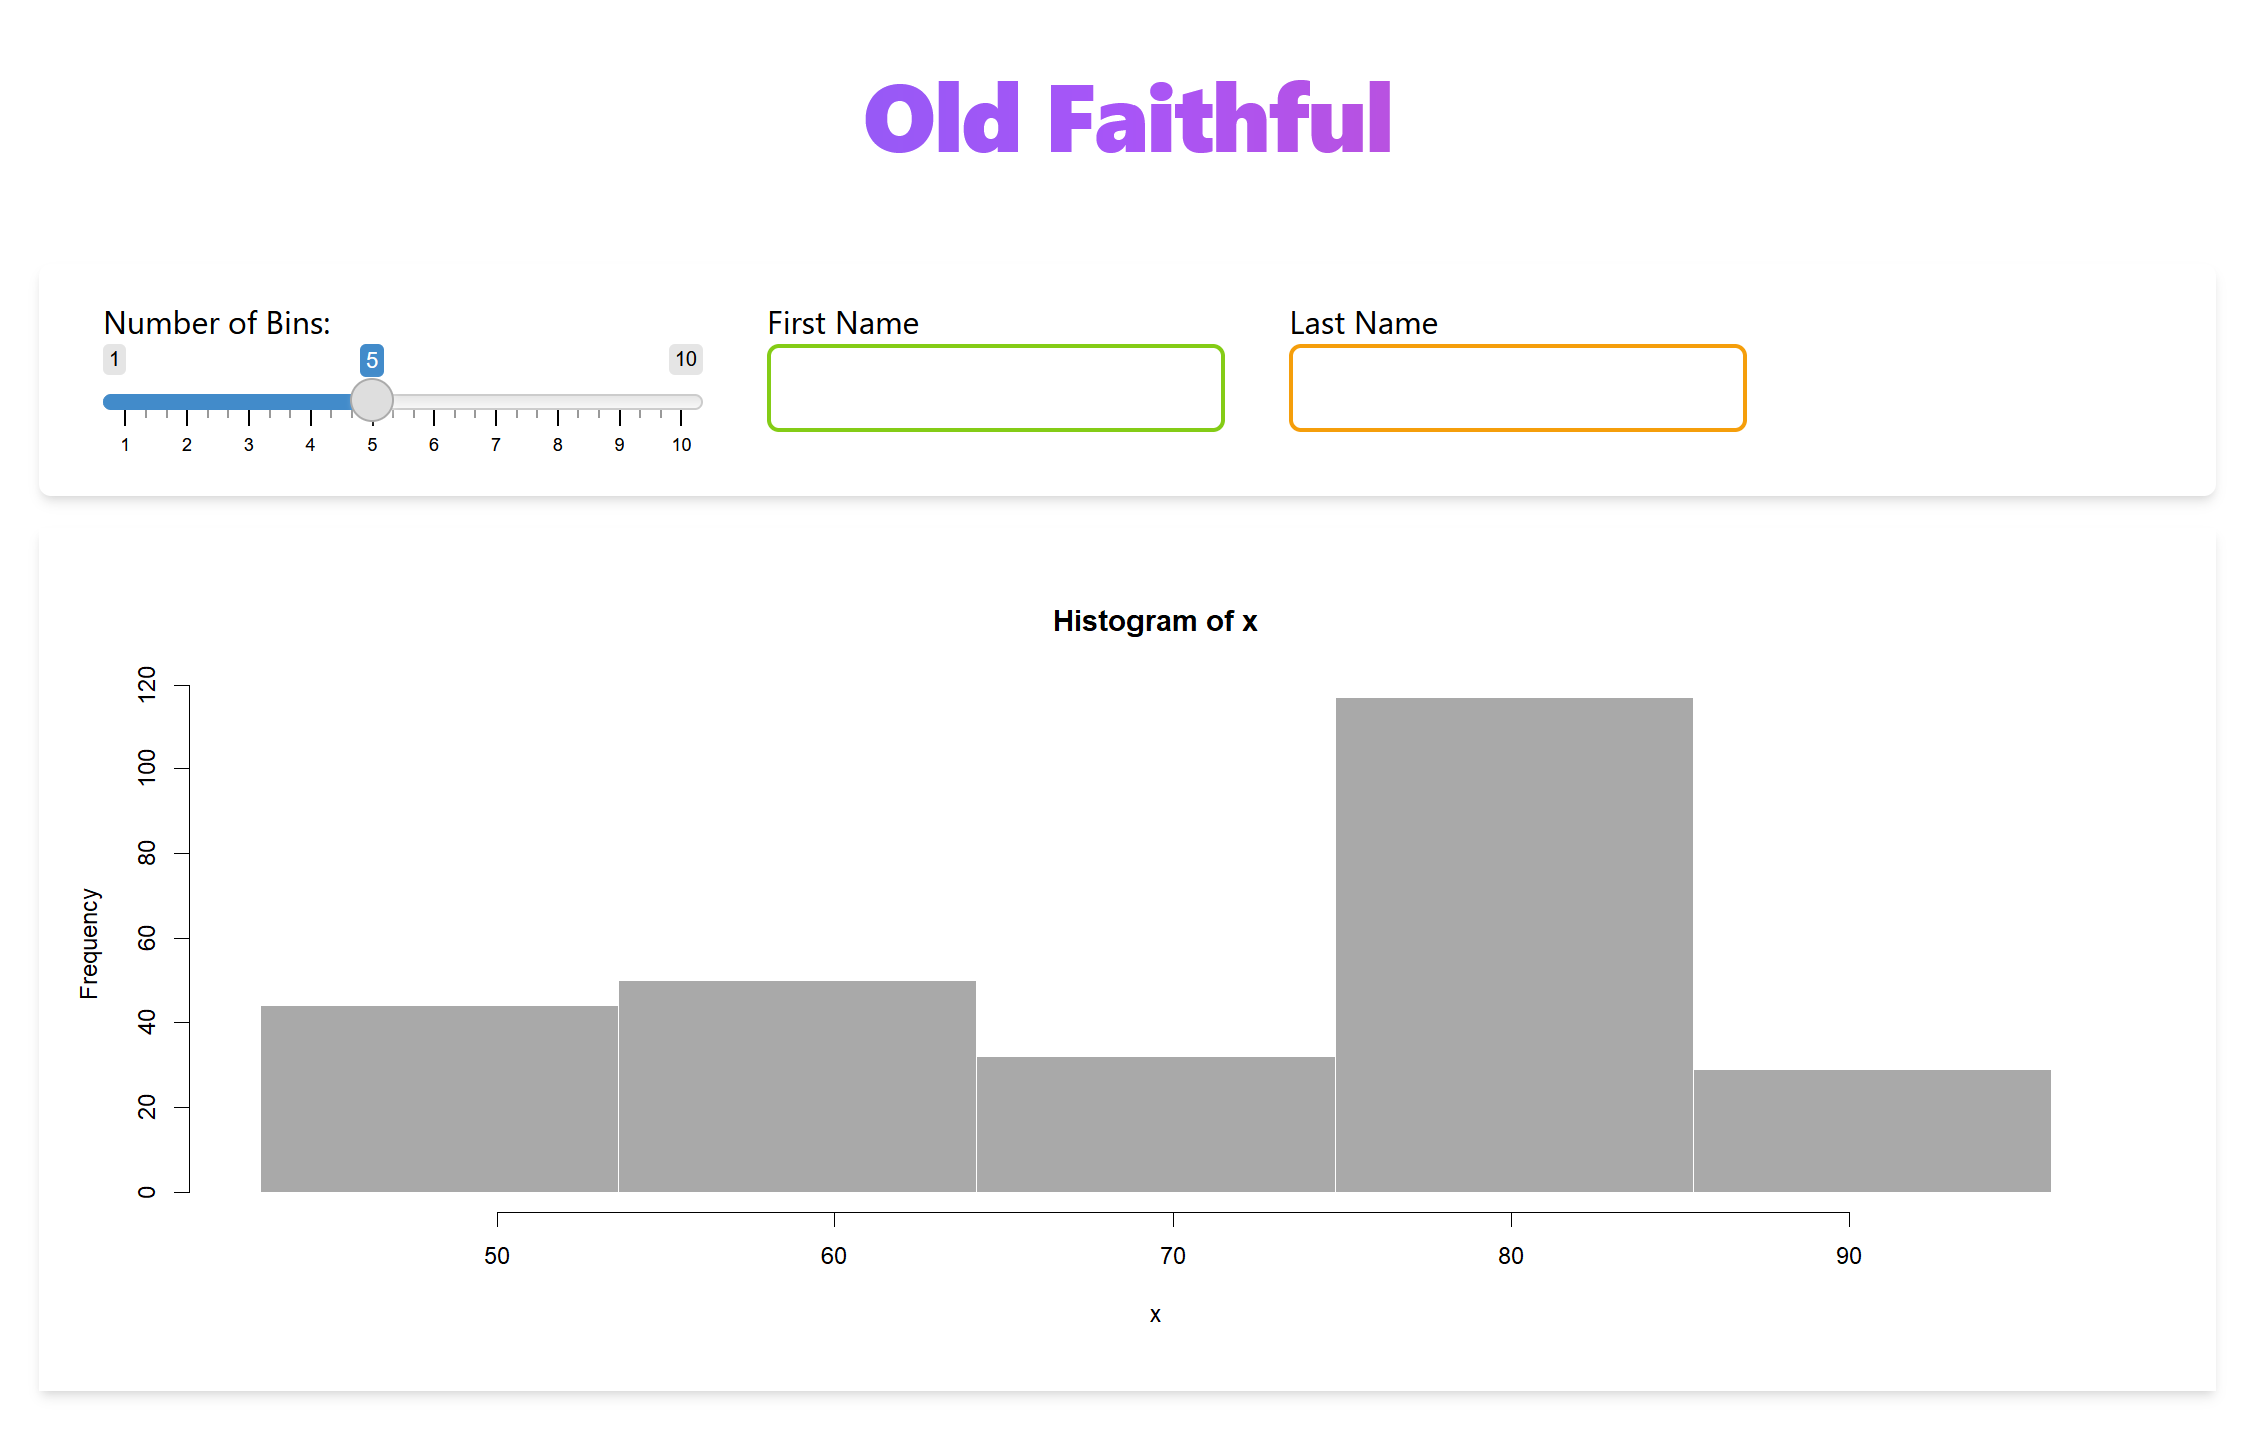 Old Faithful
Number of Bins:
First Name
Last Name
1
5
10
1 2 3 4 5 6 7 8 9 10
Histogram of x
Frequency
120
100
80
60
40
20
0
50 60 70 80 90
x